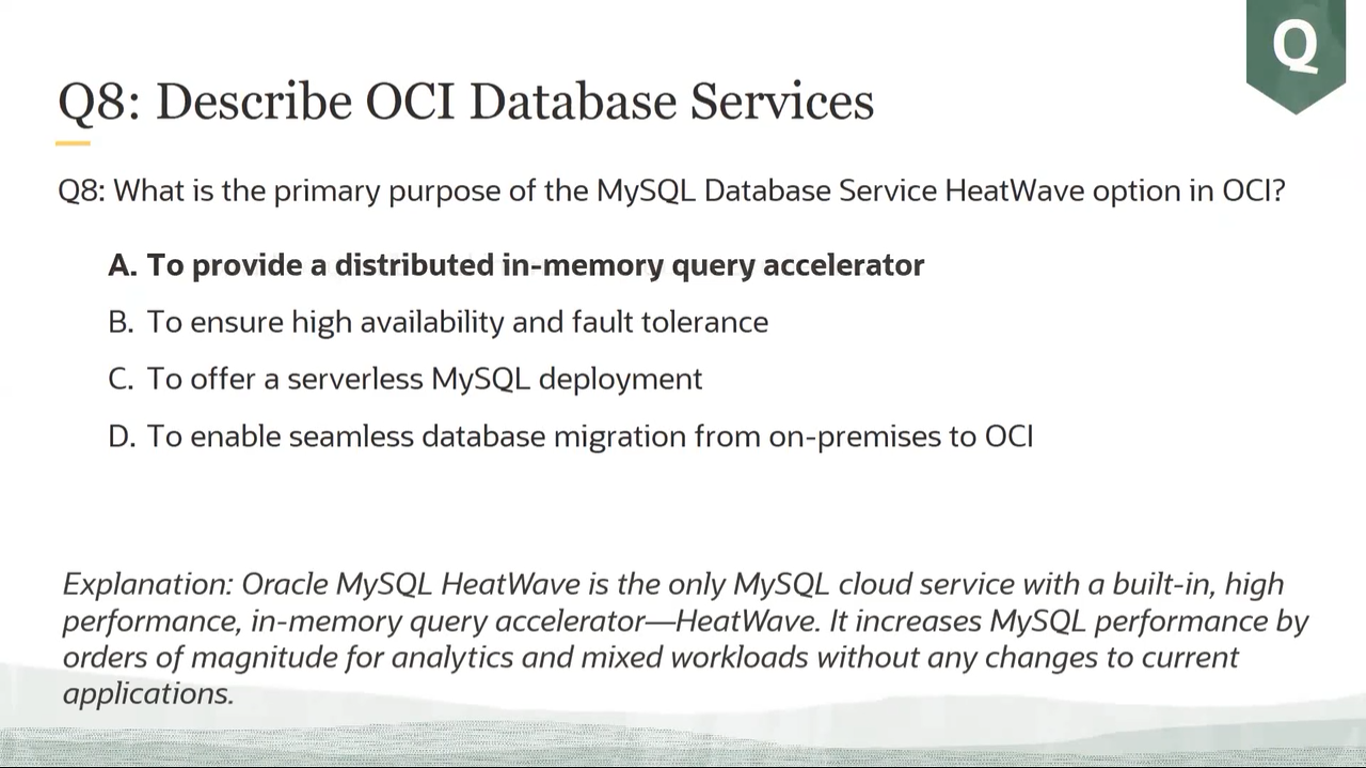 Q
Q8: Describe OCI Database Services
Q8: What is the primary purpose of the MySQL Database Service HeatWave option in OCI?
A. To provide a distributed in-memory query accelerator
B. To ensure high availability and fault tolerance
C. To offer a serverless MySQL deployment
D. To enable seamless database migration from on-premises to OCI
Explanation: Oracle MySQL HeatWave is the only MySQL cloud service with a built-in, high
performance, in-memory query accelerator—HeatWave. It increases MySQL performance by
orders of magnitude for analytics and mixed workloads without any changes to current
applications.